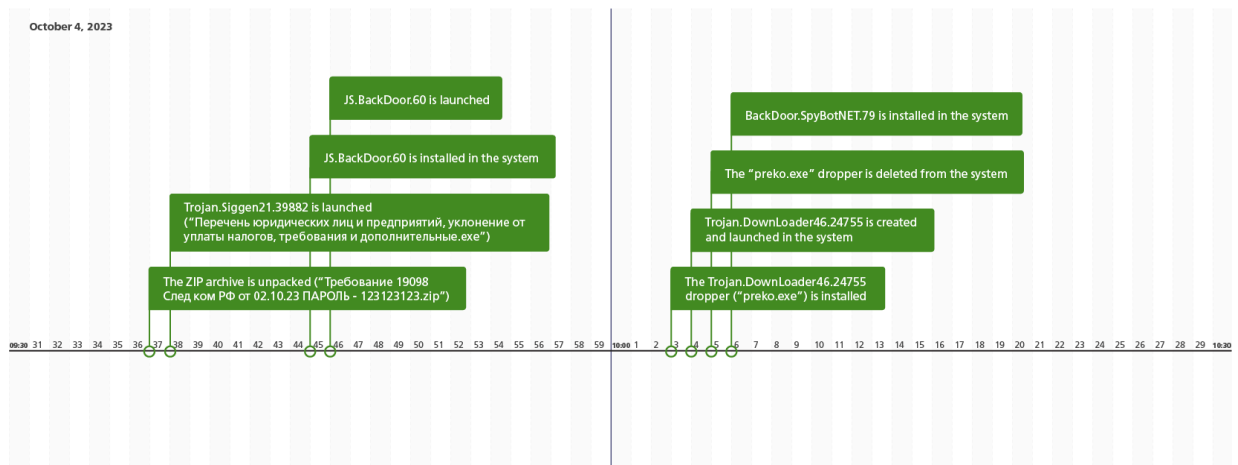 October 4, 2023
JS.BackDoor.60 is launched
JS.BackDoor.60 is installed in the system
Trojan.Siggen21.39882 is launched
(“Перечень юридических лиц и предприятий, уклонение от
уплаты налогов, требования и дополнительные.exe”)
The ZIP archive is unpacked (“Требование 19098
След ком РФ от 02.10.23 ПАРОЛЬ - 123123123.zip”)
BackDoor.SpyBotNET.79 is installed in the system
The “preko.exe” dropper is deleted from the system
Trojan.DownLoader46.24755 is created
and launched in the system
The Trojan.DownLoader46.24755
dropper (“preko.exe”) is installed
09:30 31 32 33 34 35 36 37 38 39 40 41 42 43 44 45 46 47 48 49 50 51 52 53 54 55 56 57 58 59 10:00 1 2 3 4 5 6 7 8 9 10 11 12 13 14 15 16 17 18 19 20 21 22 23 24 25 26 27 28 29 10:30